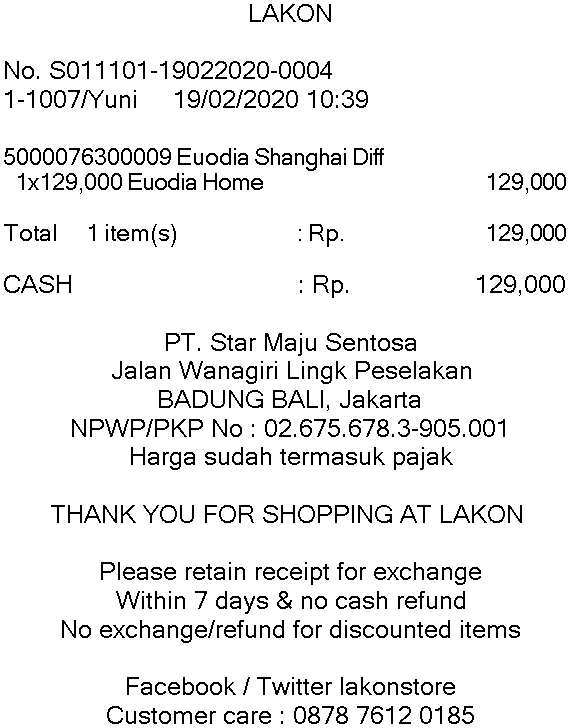 LAKON
No. S011101-19022020-0004
1-1007/Yuni 19/02/2020 10:39
5000076300009 Euodia Shanghai Diff
1x129,000 Euodia Home 129,000
Total 1 item(s) : Rp. 129,000
CASH : Rp. 129,000
PT. Star Maju Sentosa
Jalan Wanagiri Lingk Peselakan
BADUNG BALI, Jakarta
NPWP/PKP No : 02.675.678.3-905.001
Harga sudah termasuk pajak
THANK YOU FOR SHOPPING AT LAKON
Please retain receipt for exchange
Within 7 days & no cash refund
No exchange/refund for discounted items
Facebook / Twitter lakonstore
Customer care : 0878 7612 0185